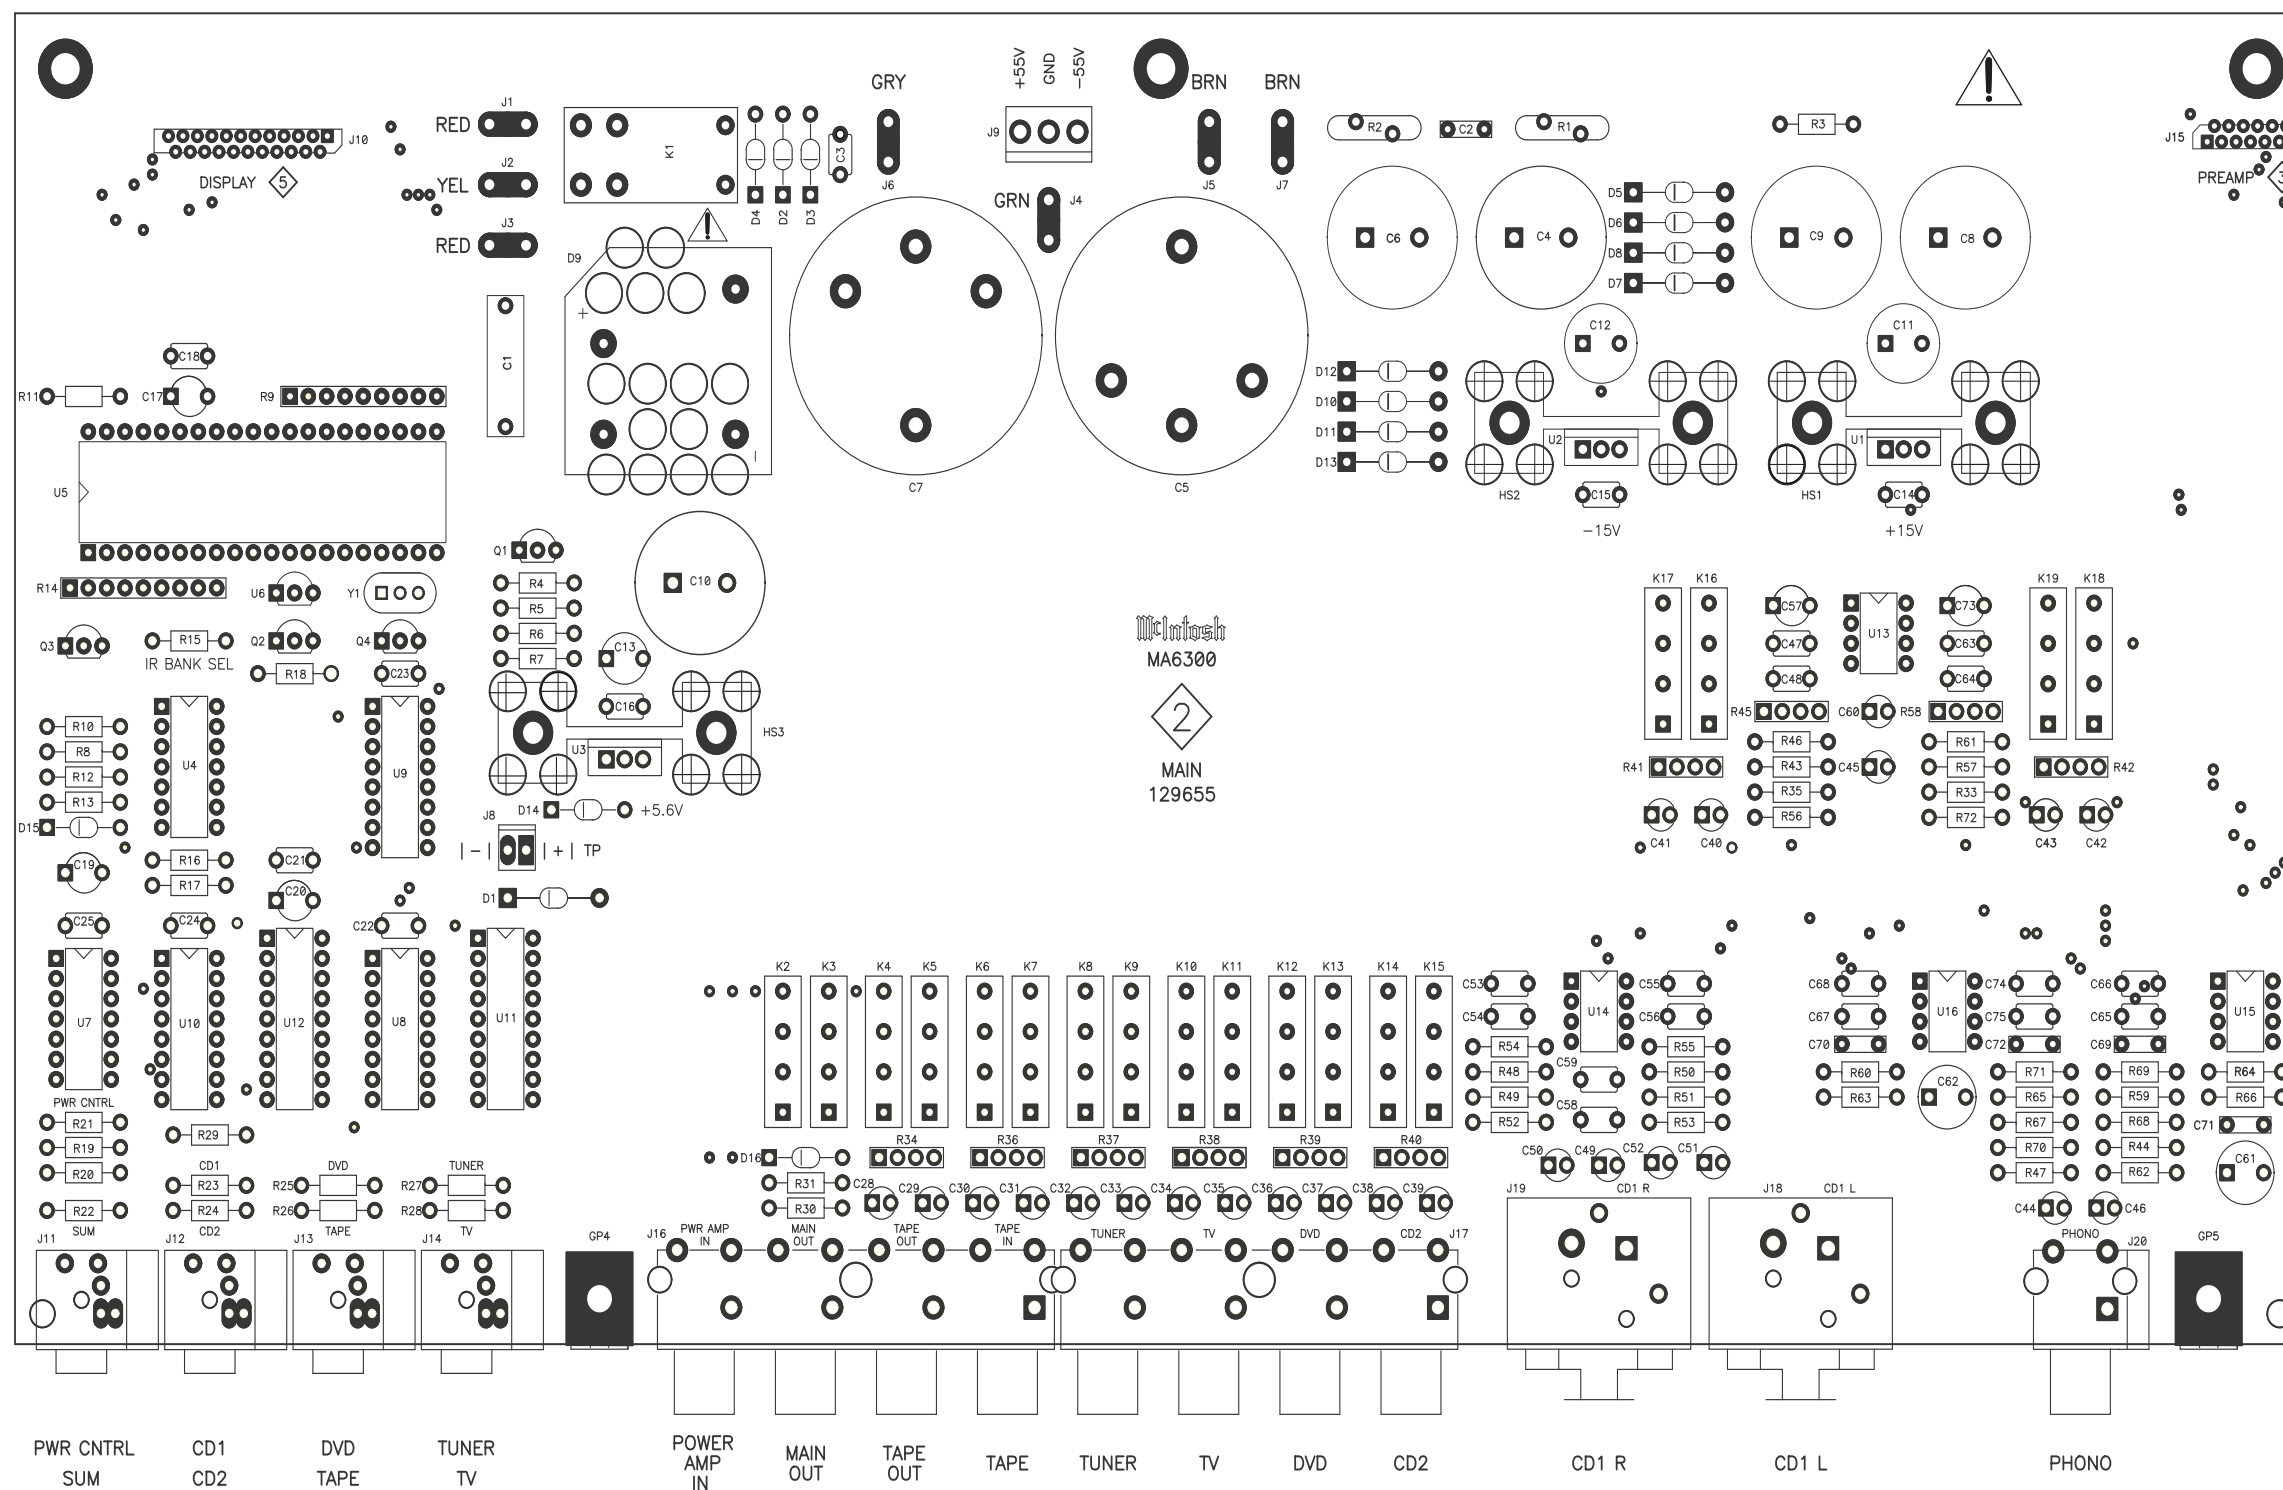 +55V GND -55V
GRY BRN BRN
J1 RED J10 DISPLAY 5
J2 YEL
J3 RED
K1 D4 D2 D3 C3 J6
J9 GRN J4 J5 J7
R2 C2 R1 R3
J15 PREAMP
C6 C4 D5 D6 D8 D7 C9 C8
D9 + -
C1 C7 C5
C12 C11
D12 D10 D11 D13
U2 U1
HS2 C15 HS1 C14
-15V +15V
C18
R11 C17 R9
U5
R14 U6 Y1
Q3 R15 Q2 Q4
IR BANK SEL
R18 C23
Q1 R4 R5 R6 R7
C10 C13 C16
U3 HS3
D14 +5.6V
J8
|-| |+| TP
D1
R10 R8 R12 R13 D15
U4 U9
C19 R16 R17 C21 C20
C25 C24 C22
U7 U10 U12 U8 U11
McIntosh
MA6300
2
MAIN
129655
K17 K16 K19 K18
C57 C47 C48 U13 C73 C63 C64
R45 C60 R58
R41 R46 R43 R35 R56 C45 R61 R57 R33 R72 R42
C41 C40 C43 C42
K2 K3 K4 K5 K6 K7 K8 K9 K10 K11 K12 K13 K14 K15
C53 C54 U14 C55 C56
R54 R48 R49 R52 C59 C58 R55 R50 R51 R53
C68 C67 C70 U16 C74 C75 C72 C66 C65 C69 U15
R60 R63 C62 R71 R65 R67 R70 R47
R69 R59 R68 R44 R62 R64 R66 C71 C61
PWR CNTRL
R21 R19 R20 R22
SUM
R29
CD1
R23 R24
CD2
DVD
R25 R26
TAPE
TUNER
R27 R28
TV
D16 R31 R30
R34 R36 R37 R38 R39 R40
C28 C29 C30 C31 C32 C33 C34 C35 C36 C37 C38 C39
C50 C49 C52 C51
C44 C46
J11 J12 J13 J14 GP4
J16 PWR AMP IN
MAIN OUT
TAPE OUT
TAPE IN
TUNER TV DVD CD2 J17
J19 CD1 R J18 CD1 L
PHONO J20 GP5
PWR CNTRL CD1 DVD TUNER
SUM CD2 TAPE TV
POWER AMP IN
MAIN OUT
TAPE OUT
TAPE TUNER TV DVD CD2 CD1 R CD1 L PHONO